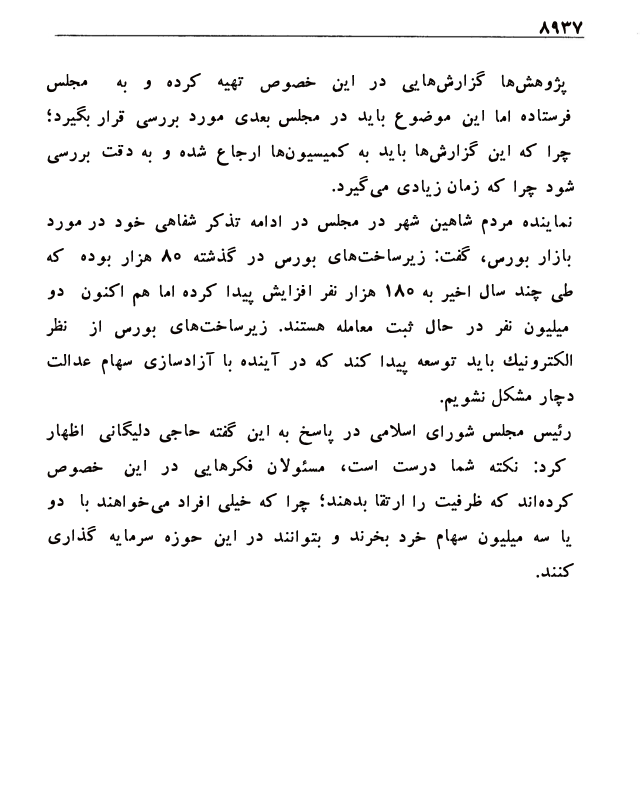 ۸۹۳۷
پژوهش‌ها گزارش‌هایی در این خصوص تهیه کرده و به مجلس
فرستاده اما این موضوع باید در مجلس بعدی مورد بررسی قرار بگیرد؛
چرا که این گزارش‌ها باید به کمیسیون‌ها ارجاع شده و به دقت بررسی
شود چرا که زمان زیادی می‌گیرد.
نماینده مردم شاهین شهر در مجلس در ادامه تذکر شفاهی خود در مورد
بازار بورس، گفت: زیرساخت‌های بورس در گذشته ۸۰ هزار بوده که
طی چند سال اخیر به ۱۸۰ هزار نفر افزایش پیدا کرده اما هم اکنون دو
میلیون نفر در حال ثبت معامله هستند. زیرساخت‌های بورس از نظر
الکترونیك باید توسعه پیدا کند که در آینده با آزادسازی سهام عدالت
دچار مشکل نشویم.
رئیس مجلس شورای اسلامی در پاسخ به این گفته حاجی دلیگانی اظهار
کرد: نکته شما درست است، مسئولان فکرهایی در این خصوص
کرده‌اند که ظرفیت را ارتقا بدهند؛ چرا که خیلی افراد می‌خواهند با دو
یا سه میلیون سهام خرد بخرند و بتوانند در این حوزه سرمایه گذاری
کنند.